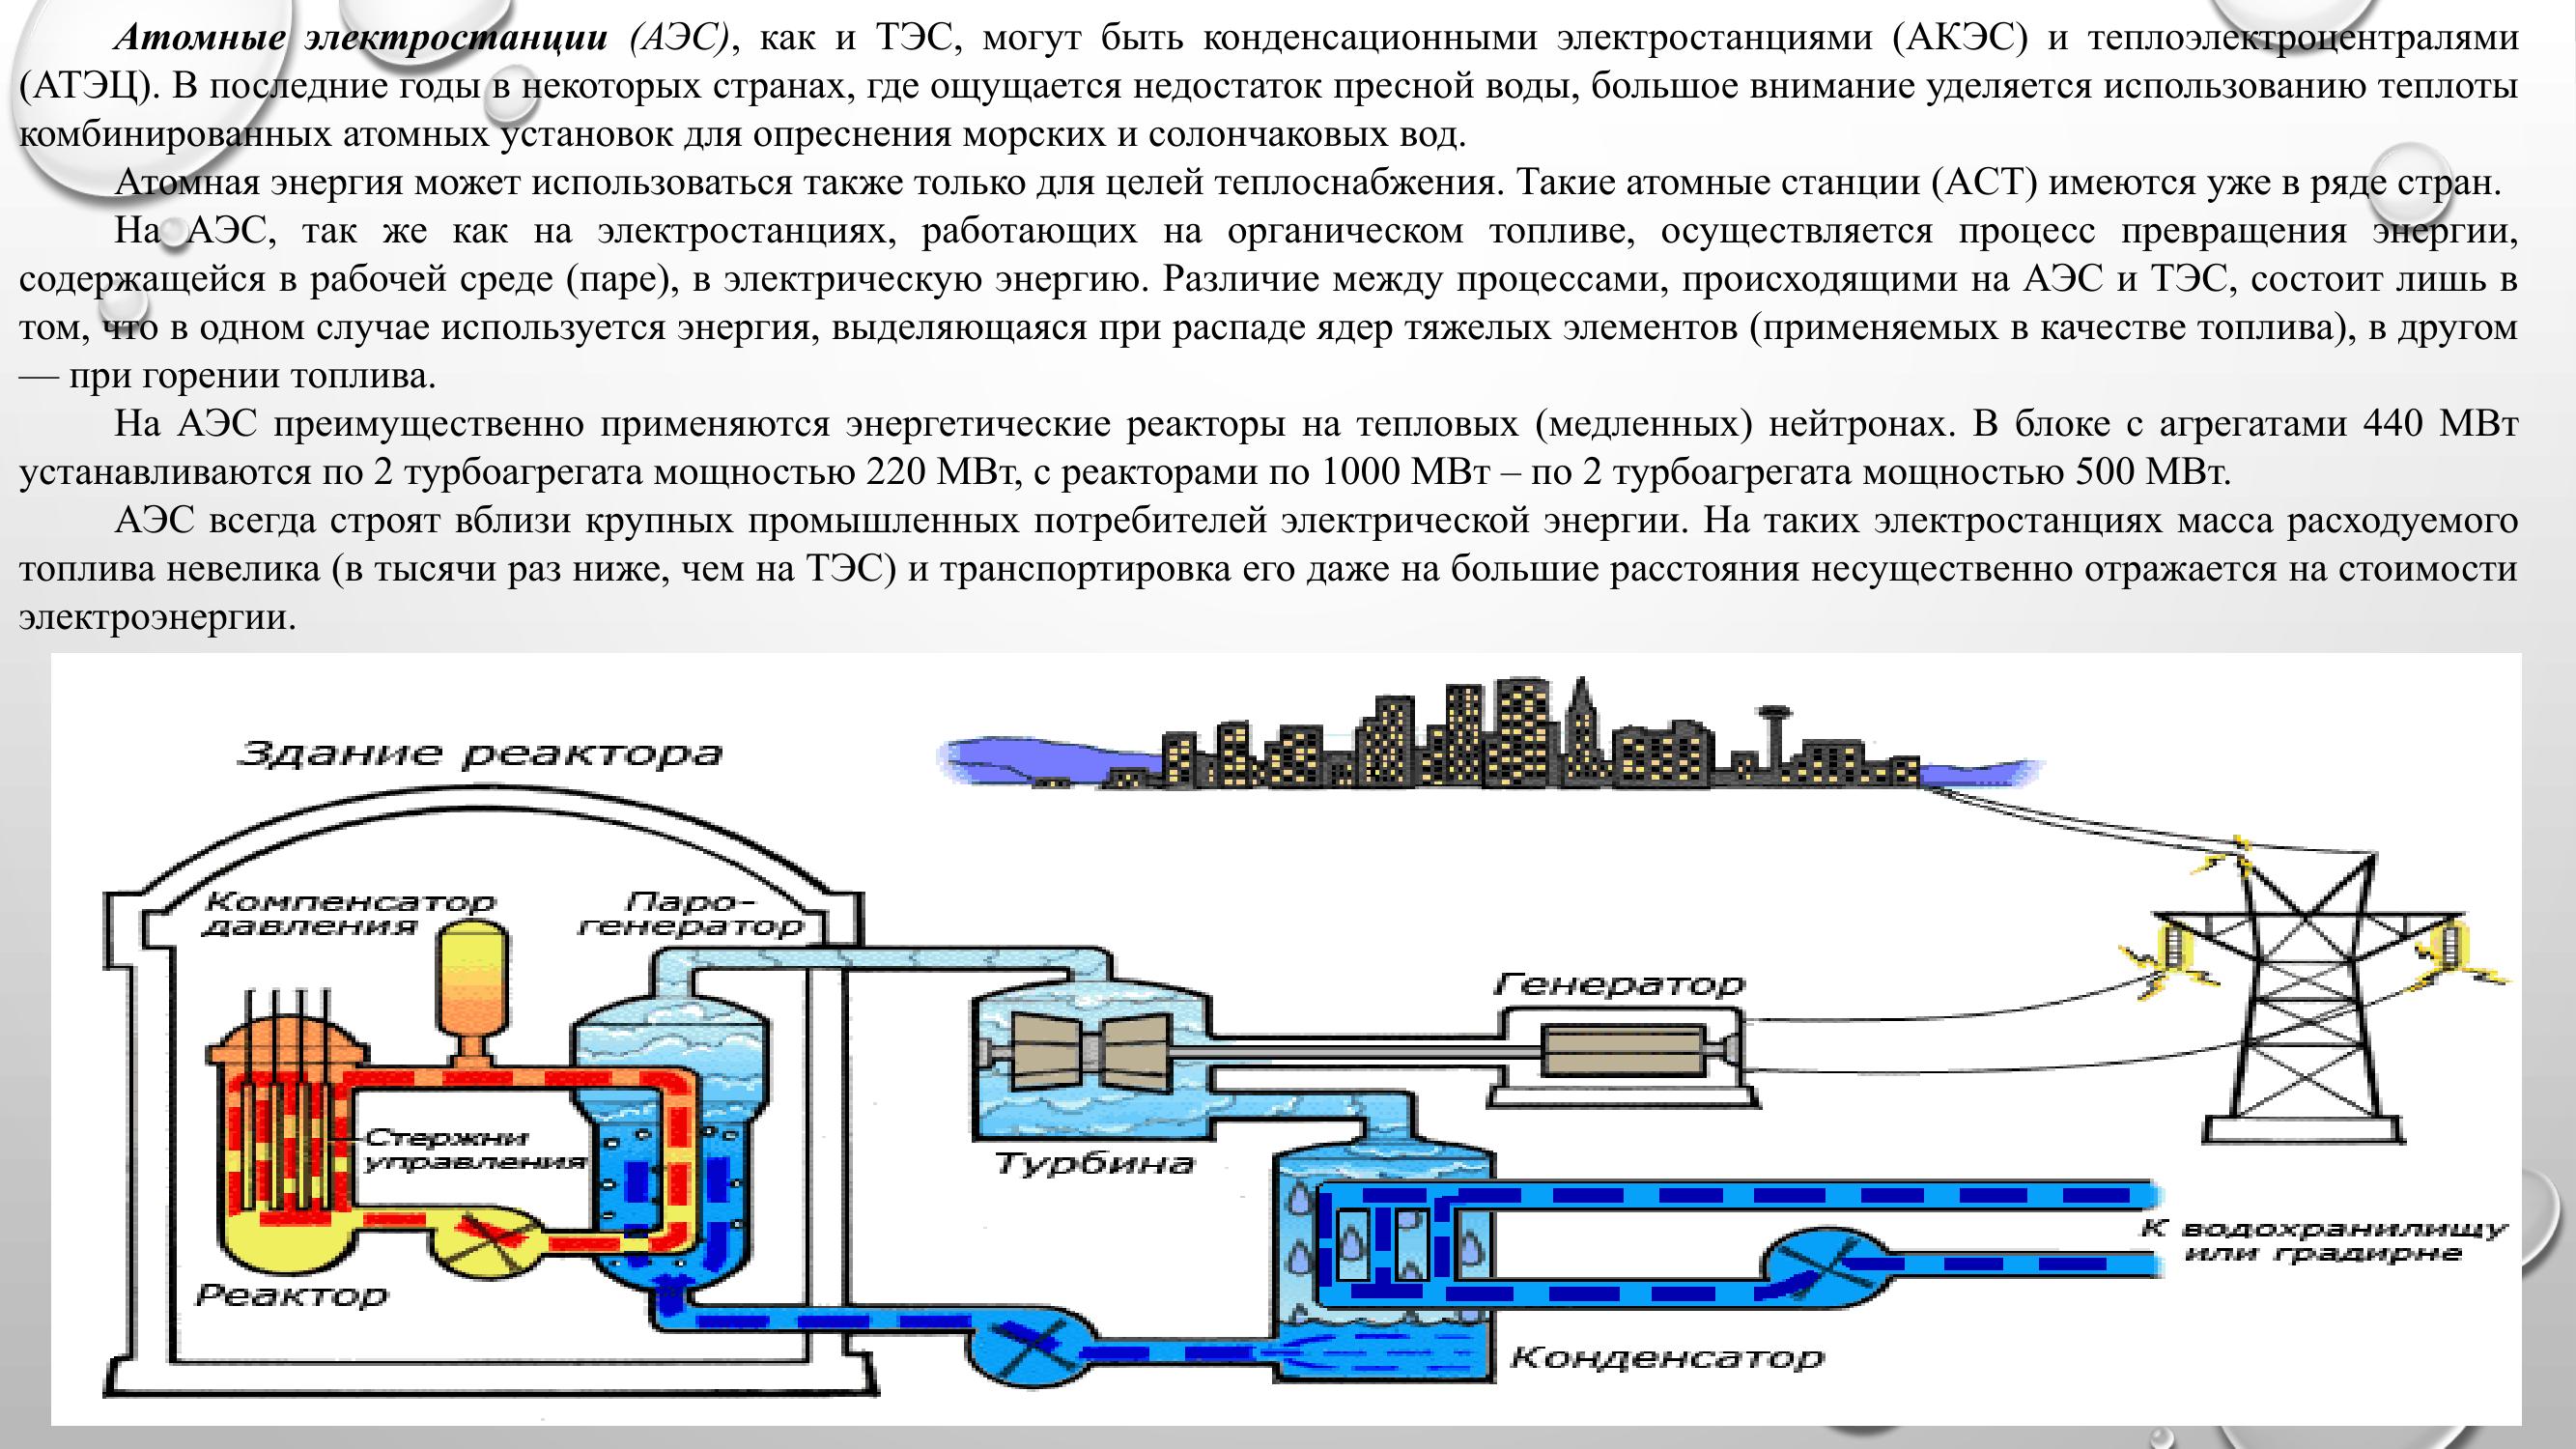 Атомные электростанции (АЭС), как и ТЭС, могут быть конденсационными электростанциями (АКЭС) и теплоэлектроцентралями
(АТЭЦ). В последние годы в некоторых странах, где ощущается недостаток пресной воды, большое внимание уделяется использованию теплоты
комбинированных атомных установок для опреснения морских и солончаковых вод.
Атомная энергия может использоваться также только для целей теплоснабжения. Такие атомные станции (АСТ) имеются уже в ряде стран.
На АЭС, так же как на электростанциях, работающих на органическом топливе, осуществляется процесс превращения энергии,
содержащейся в рабочей среде (паре), в электрическую энергию. Различие между процессами, происходящими на АЭС и ТЭС, состоит лишь в
том, что в одном случае используется энергия, выделяющаяся при распаде ядер тяжелых элементов (применяемых в качестве топлива), в другом
— при горении топлива.
На АЭС преимущественно применяются энергетические реакторы на тепловых (медленных) нейтронах. В блоке с агрегатами 440 МВт
устанавливаются по 2 турбоагрегата мощностью 220 МВт, с реакторами по 1000 МВт – по 2 турбоагрегата мощностью 500 МВт.
АЭС всегда строят вблизи крупных промышленных потребителей электрической энергии. На таких электростанциях масса расходуемого
топлива невелика (в тысячи раз ниже, чем на ТЭС) и транспортировка его даже на большие расстояния несущественно отражается на стоимости
электроэнергии.
Здание реактора
Компенсатор
давления
Паро-
генератор
Генератор
Стержни
управления
Турбина
К водохранилищу
или градирне
Реактор
Конденсатор